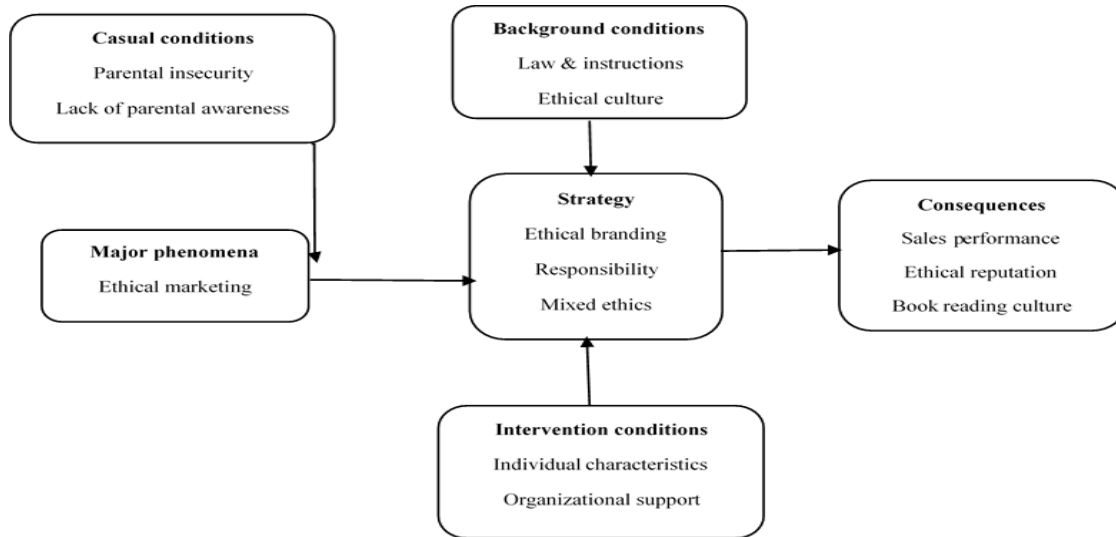 Casual conditions
Parental insecurity
Lack of parental awareness
Background conditions
Law & instructions
Ethical culture
Major phenomena
Ethical marketing
Strategy
Ethical branding
Responsibility
Mixed ethics
Consequences
Sales performance
Ethical reputation
Book reading culture
Intervention conditions
Individual characteristics
Organizational support